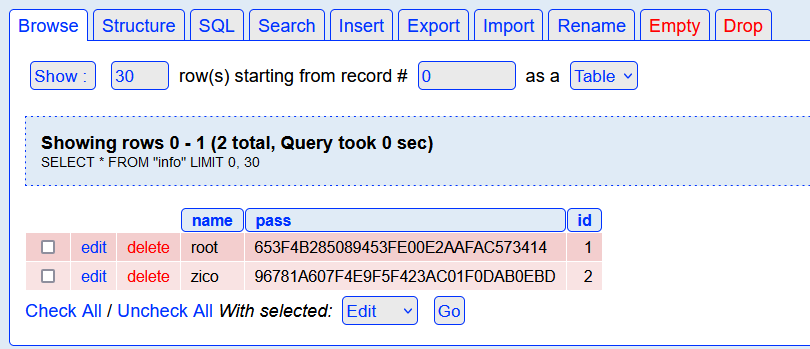 Browse Structure SQL Search Insert Export Import Rename Empty Drop
Show : 30 row(s) starting from record # 0 as a Table
Showing rows 0 - 1 (2 total, Query took 0 sec)
SELECT * FROM "info" LIMIT 0, 30
name pass id
edit delete root 653F4B285089453FE00E2AAFAC573414 1
edit delete zico 96781A607F4E9F5F423AC01F0DAB0EBD 2
Check All / Uncheck All With selected: Edit Go